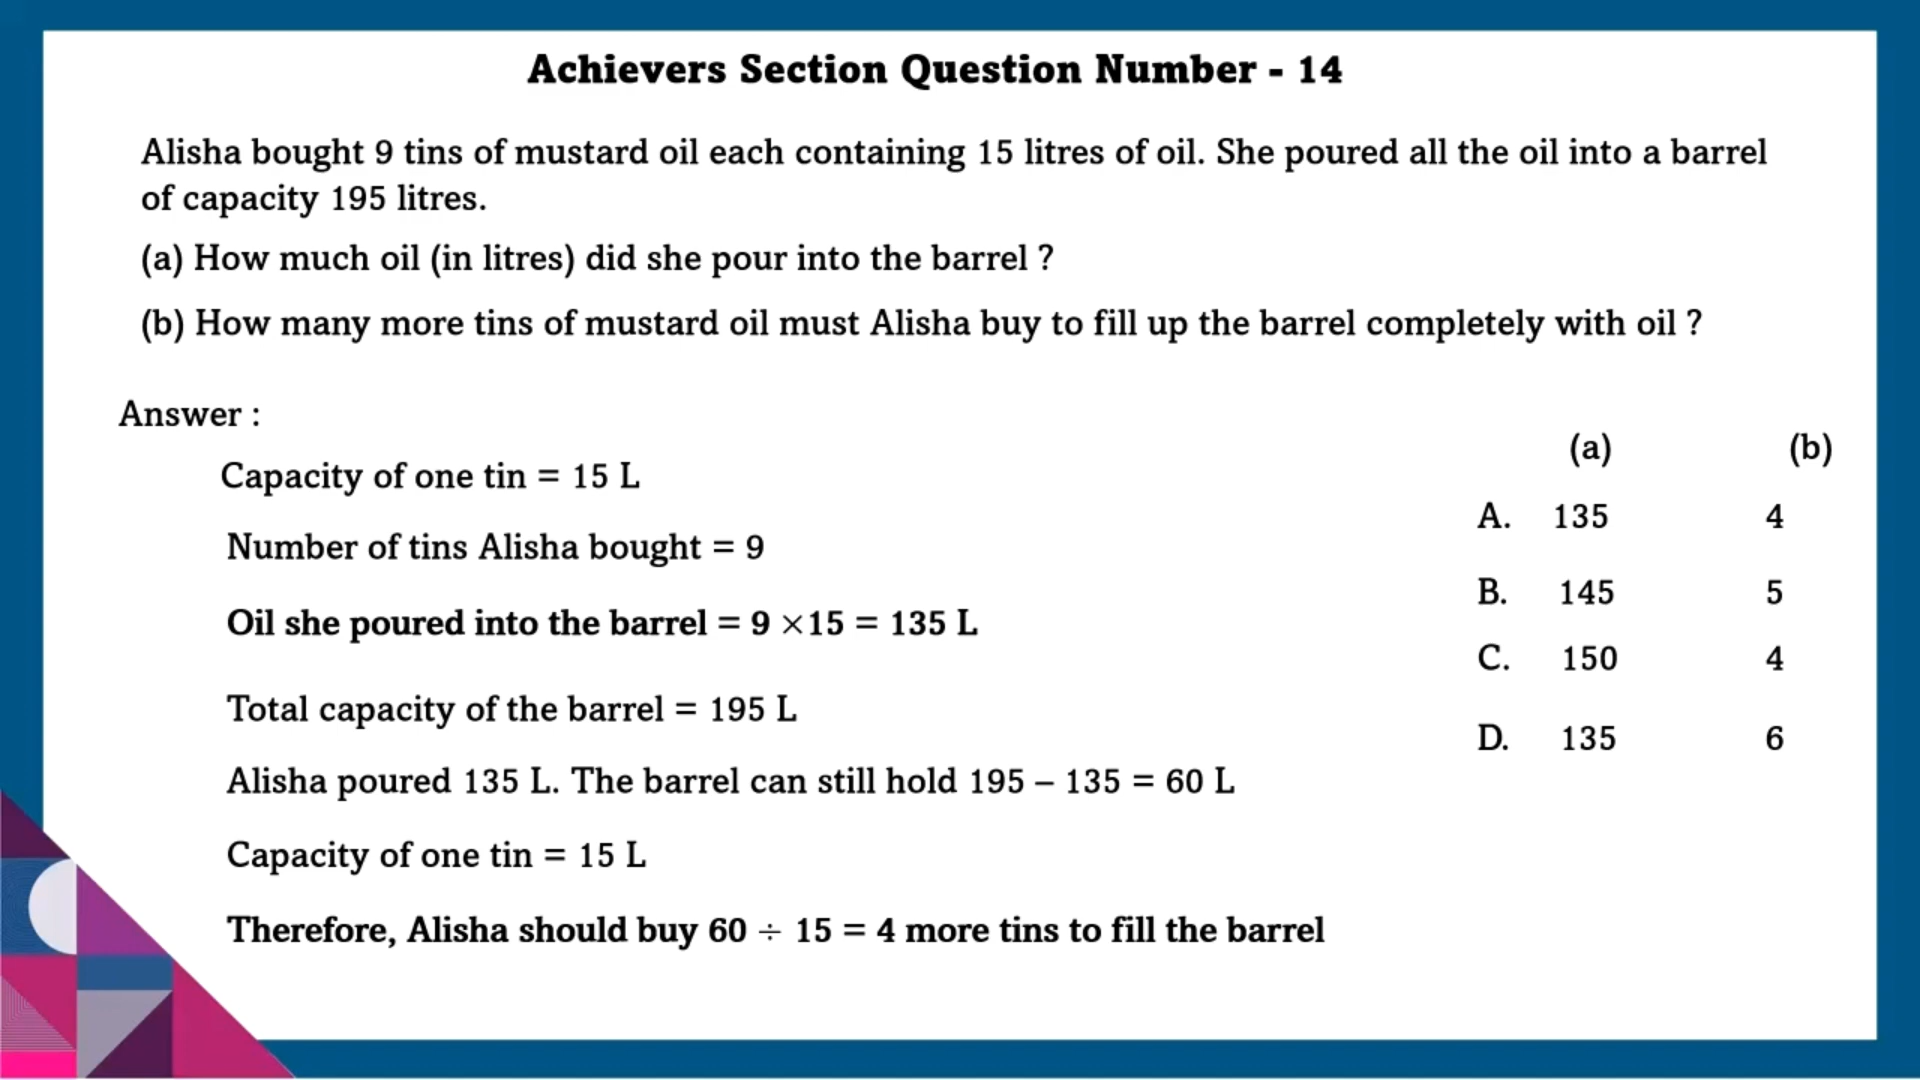 Achievers Section Question Number - 14
Alisha bought 9 tins of mustard oil each containing 15 litres of oil. She poured all the oil into a barrel
of capacity 195 litres.
(a) How much oil (in litres) did she pour into the barrel ?
(b) How many more tins of mustard oil must Alisha buy to fill up the barrel completely with oil ?
Answer :
Capacity of one tin = 15 L
Number of tins Alisha bought = 9
Oil she poured into the barrel = 9 ×15 = 135 L
Total capacity of the barrel = 195 L
Alisha poured 135 L. The barrel can still hold 195 – 135 = 60 L
Capacity of one tin = 15 L
Therefore, Alisha should buy 60 ÷ 15 = 4 more tins to fill the barrel
(a) (b)
A. 135 4
B. 145 5
C. 150 4
D. 135 6